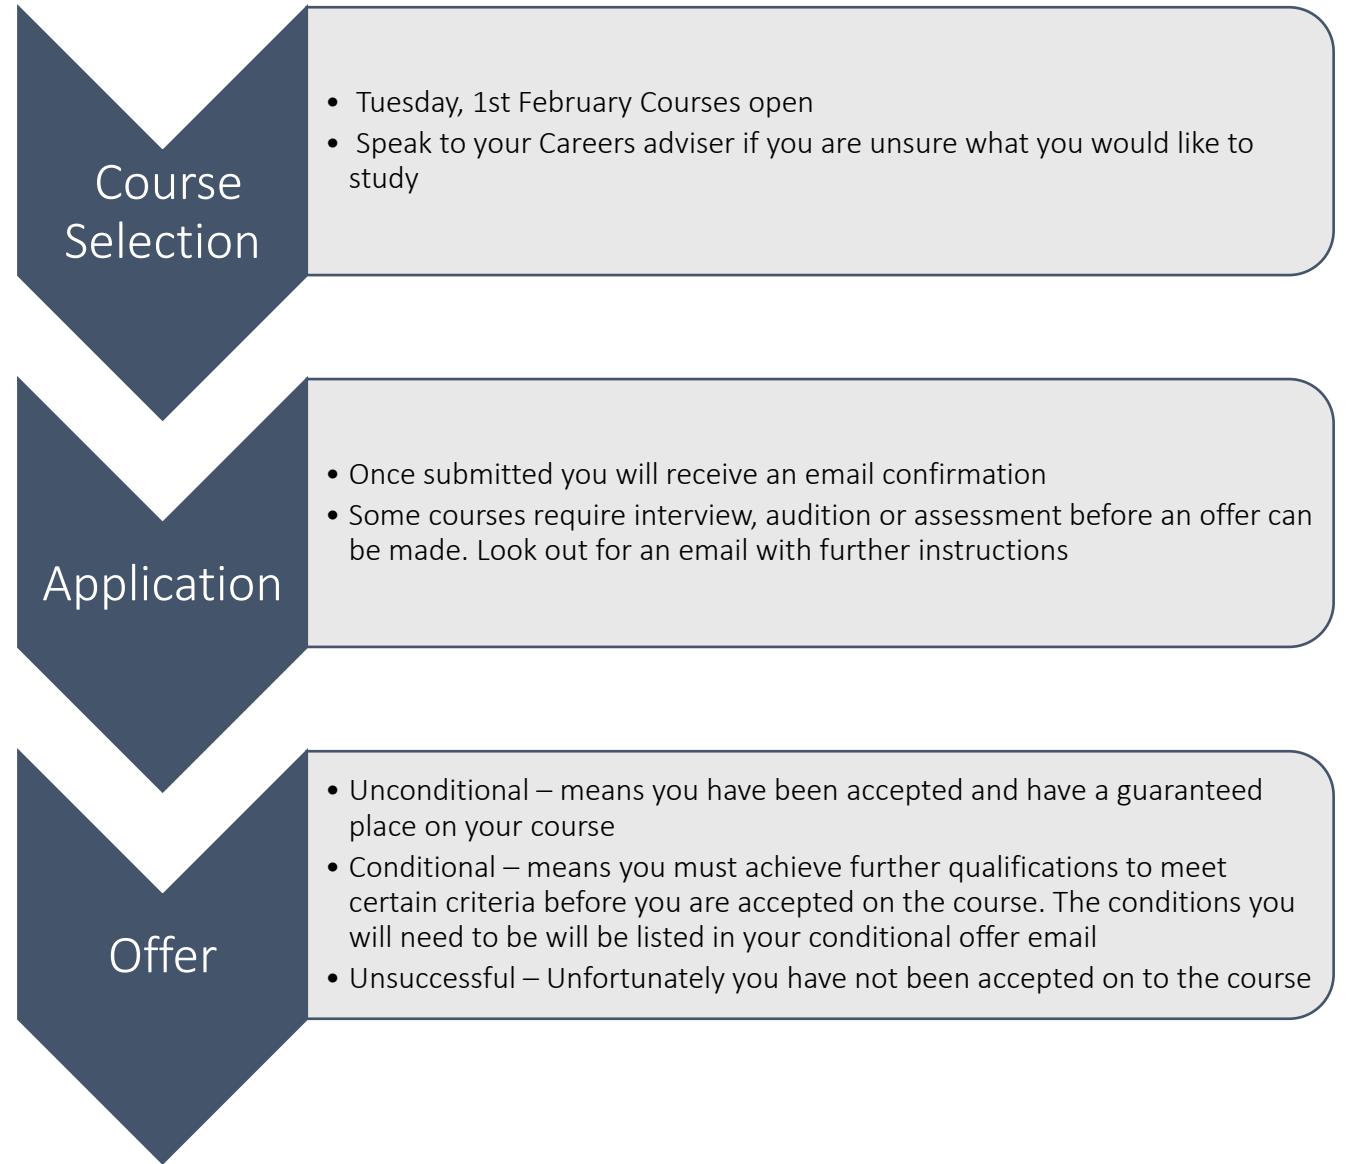 Course
Selection
• Tuesday, 1st February Courses open
• Speak to your Careers adviser if you are unsure what you would like to
study
Application
• Once submitted you will receive an email confirmation
• Some courses require interview, audition or assessment before an offer can
be made. Look out for an email with further instructions
Offer
• Unconditional – means you have been accepted and have a guaranteed
place on your course
• Conditional – means you must achieve further qualifications to meet
certain criteria before you are accepted on the course. The conditions you
will need to be will be listed in your conditional offer email
• Unsuccessful – Unfortunately you have not been accepted on to the course